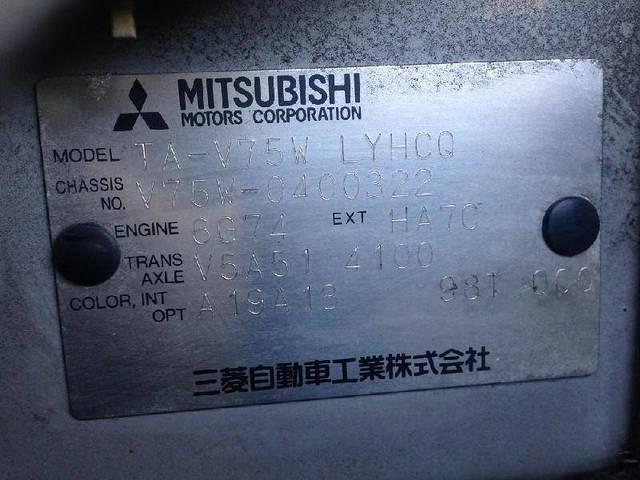 MITSUBISHI
MOTORS CORPORATION
MODEL TA-V75W LYHCQ
CHASSIS NO. V75W-0400322
ENGINE 6G74 EXT HA7C
TRANS AXLE V5A51 4100
COLOR, INT OPT A19A13 98T 000
三菱自動車工業株式会社